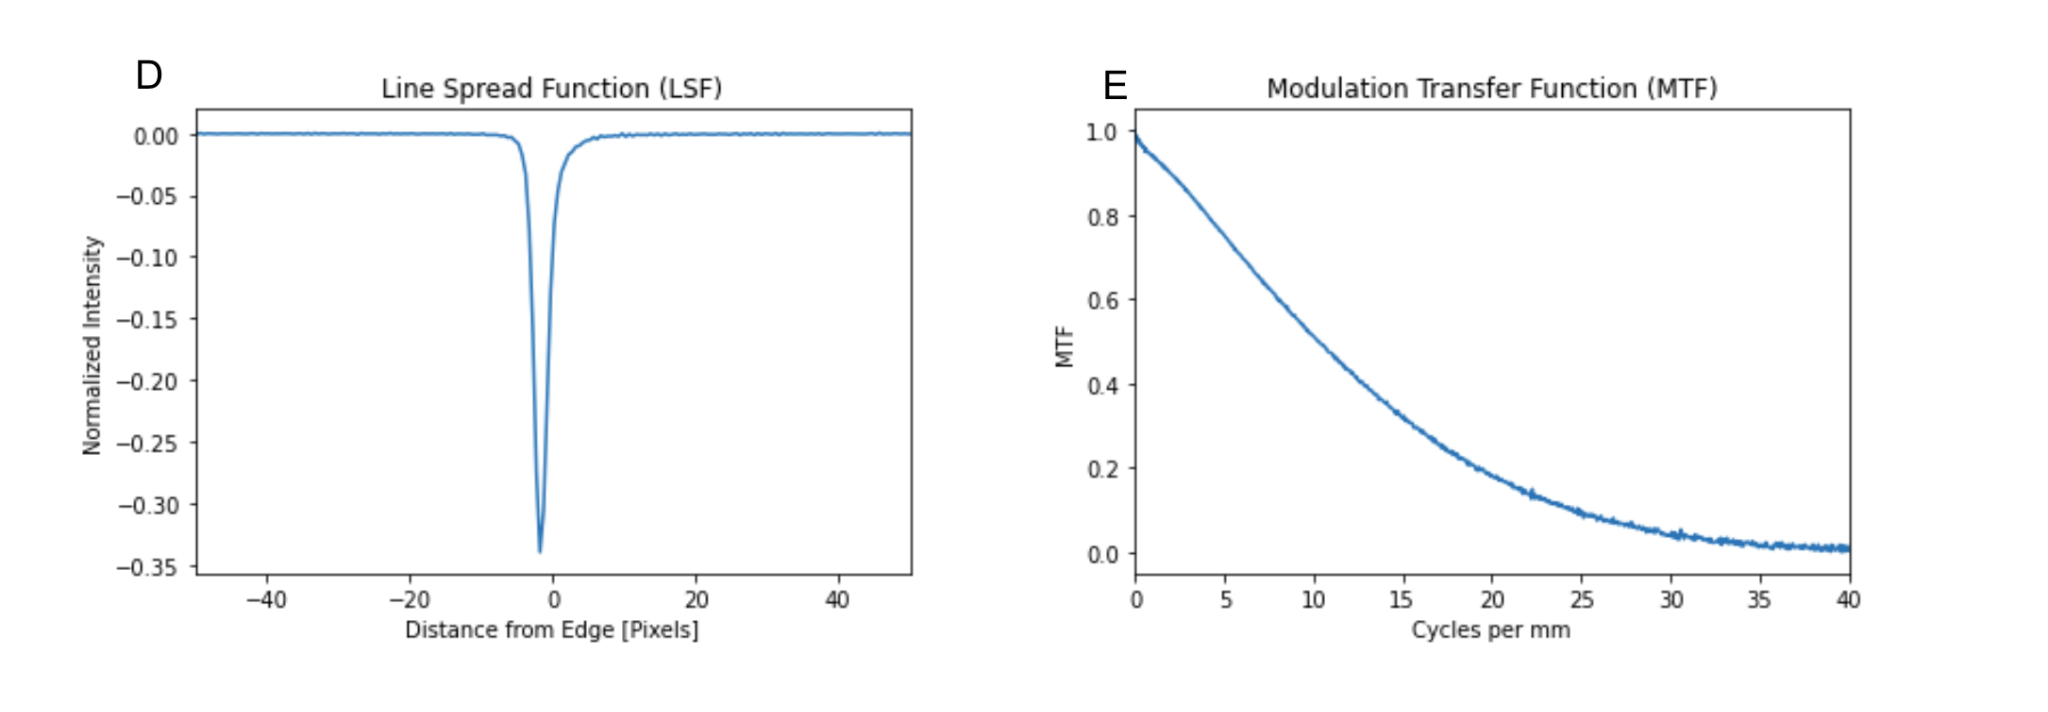 D
Line Spread Function (LSF)
0.00
−0.05
−0.10
−0.15
−0.20
−0.25
−0.30
−0.35
Normalized Intensity
−40 −20 0 20 40
Distance from Edge [Pixels]
E
Modulation Transfer Function (MTF)
1.0
0.8
0.6
0.4
0.2
0.0
MTF
0 5 10 15 20 25 30 35 40
Cycles per mm